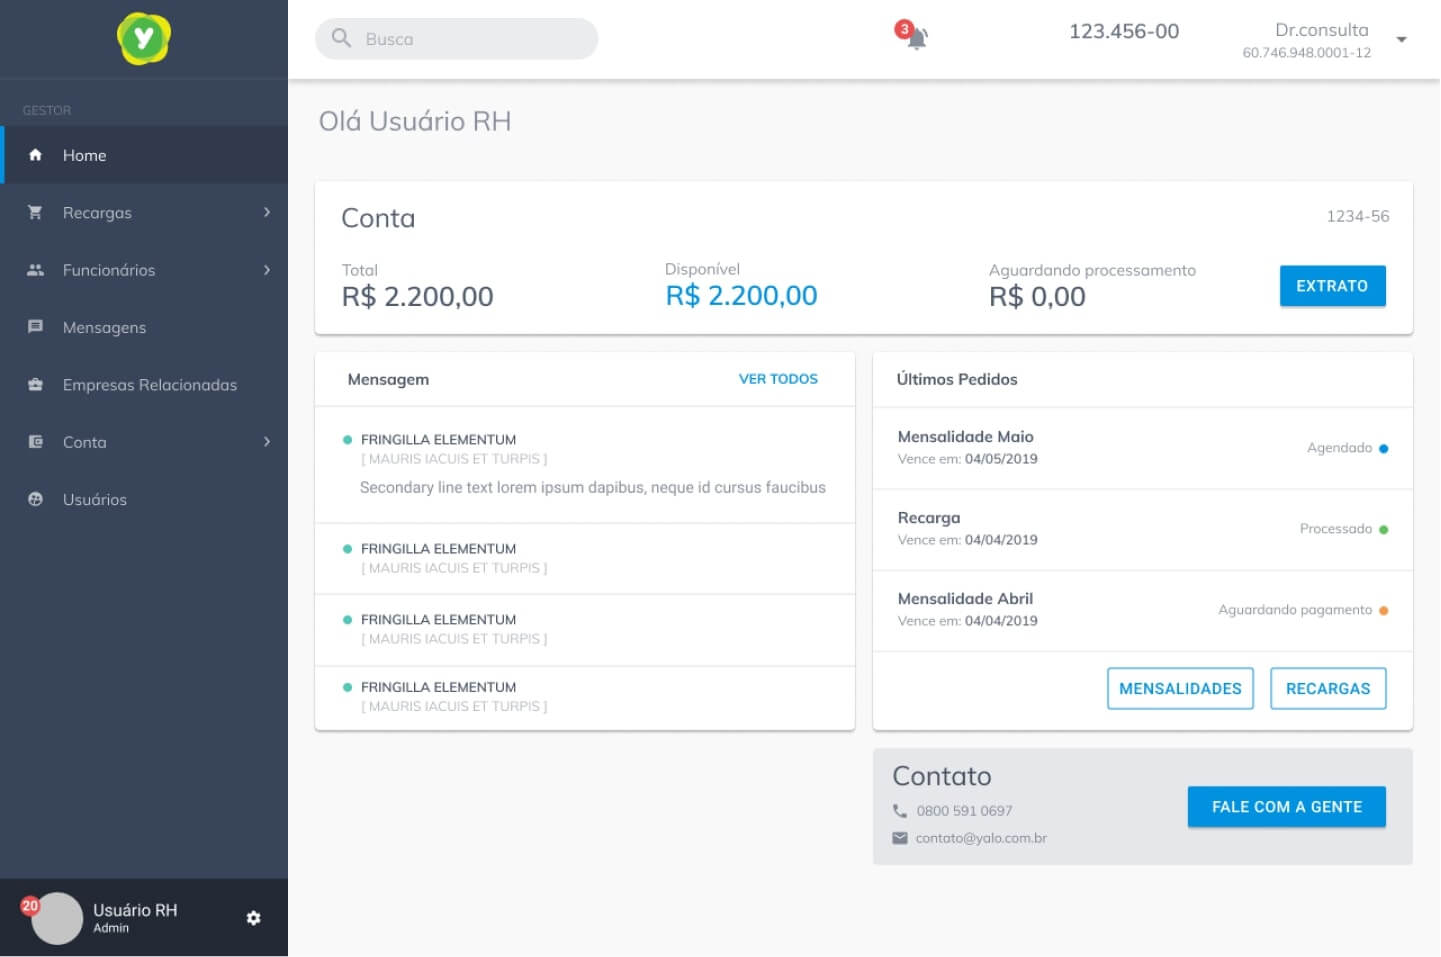 y
Busca
3
123.456-00
Dr.consulta
60.746.948.0001-12
GESTOR
Home
Recargas
Funcionários
Mensagens
Empresas Relacionadas
Conta
Usuários
20
Usuário RH
Admin
Olá Usuário RH
Conta
1234-56
Total
R$ 2.200,00
Disponível
R$ 2.200,00
Aguardando processamento
R$ 0,00
EXTRATO
Mensagem
VER TODOS
FRINGILLA ELEMENTUM
[ MAURIS IACUIS ET TURPIS ]
Secondary line text lorem ipsum dapibus, neque id cursus faucibus
FRINGILLA ELEMENTUM
[ MAURIS IACUIS ET TURPIS ]
FRINGILLA ELEMENTUM
[ MAURIS IACUIS ET TURPIS ]
FRINGILLA ELEMENTUM
[ MAURIS IACUIS ET TURPIS ]
Últimos Pedidos
Mensalidade Maio
Vence em: 04/05/2019
Agendado
Recarga
Vence em: 04/04/2019
Processado
Mensalidade Abril
Vence em: 04/04/2019
Aguardando pagamento
MENSALIDADES
RECARGAS
Contato
0800 591 0697
contato@yalo.com.br
FALE COM A GENTE